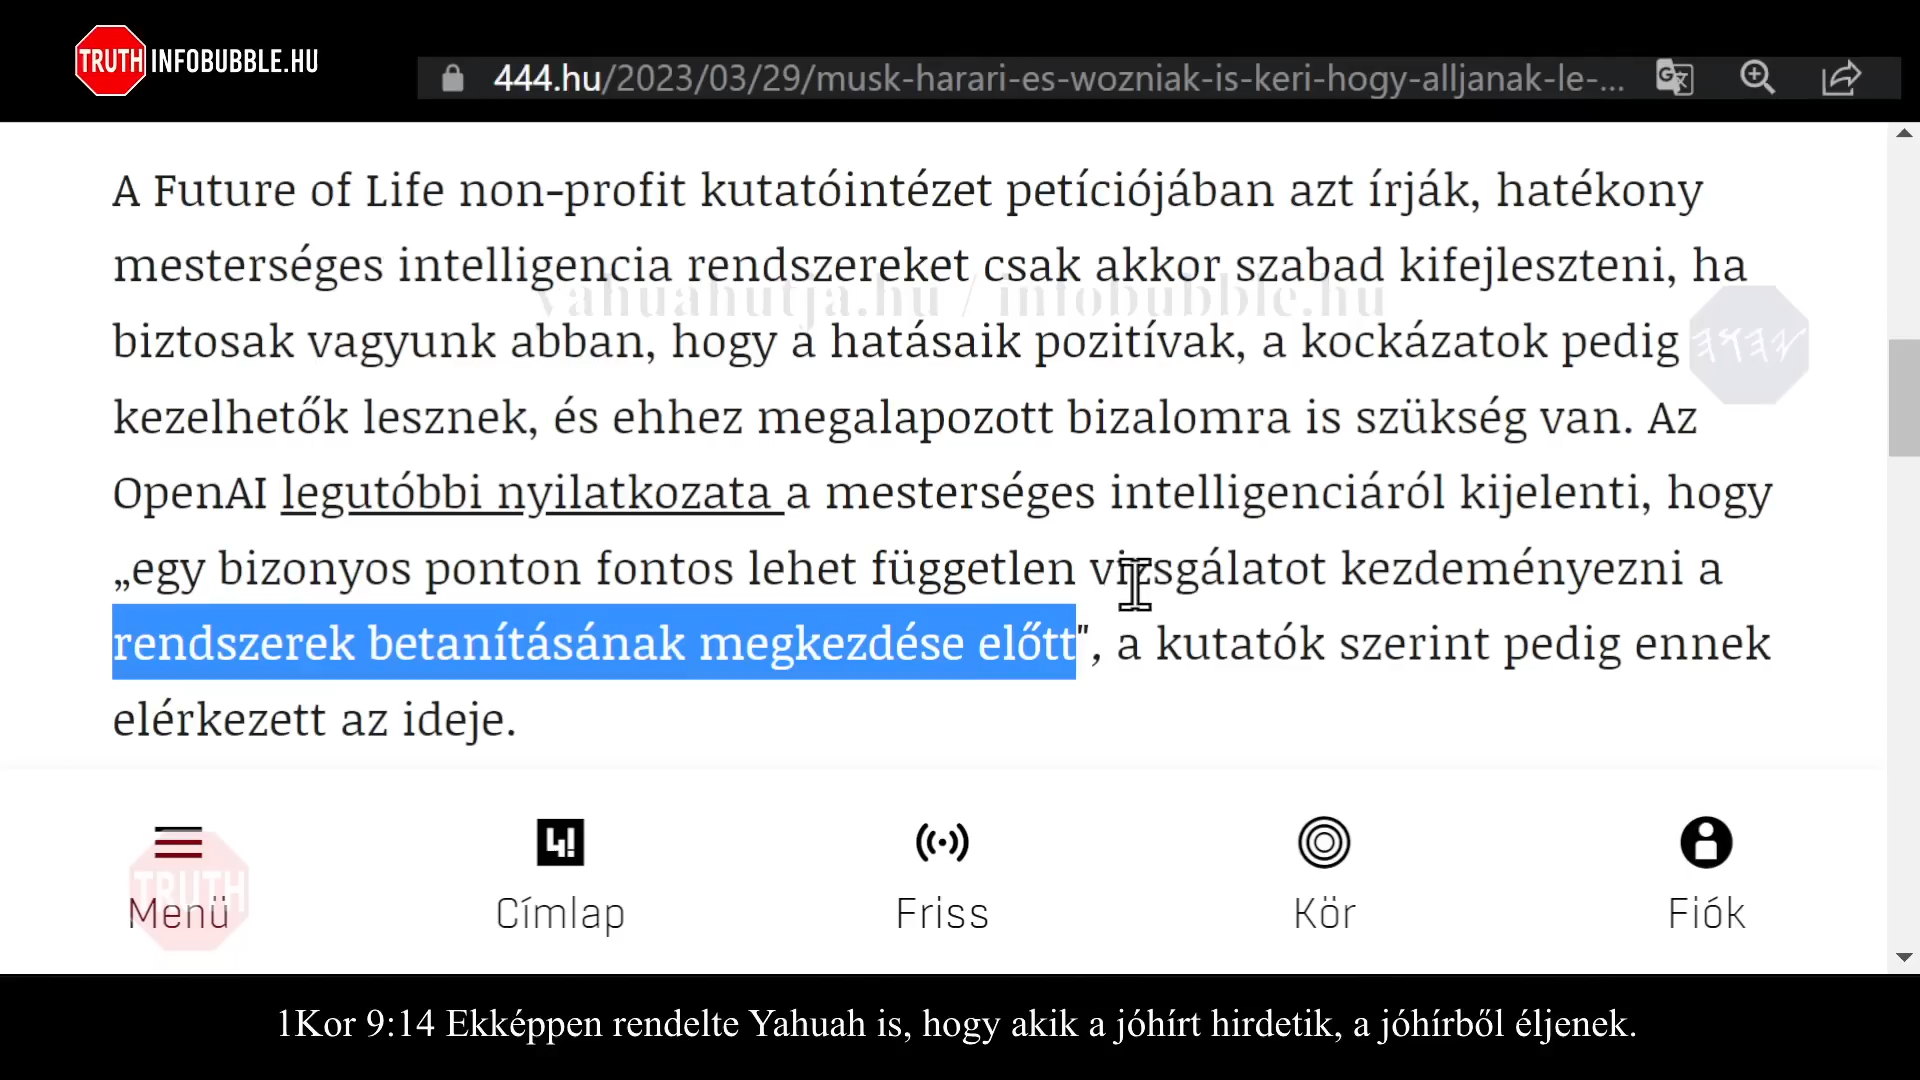 TRUTH INFOBUBBLE.HU
444.hu/2023/03/29/musk-harari-es-wozniak-is-keri-hogy-alljanak-le-...
A Future of Life non-profit kutatóintézet petíciójában azt írják, hatékony
mesterséges intelligencia rendszereket csak akkor szabad kifejleszteni, ha
yahuahutja.hu / infobubble.hu
biztosak vagyunk abban, hogy a hatásaik pozitívak, a kockázatok pedig
kezelhetők lesznek, és ehhez megalapozott bizalomra is szükség van. Az
OpenAI legutóbbi nyilatkozata a mesterséges intelligenciáról kijelenti, hogy
„egy bizonyos ponton fontos lehet független vizsgálatot kezdeményezni a
rendszerek betanításának megkezdése előtt", a kutatók szerint pedig ennek
elérkezett az ideje.
TRUTH
Menü
Címlap
Friss
Kör
Fiók
1Kor 9:14 Ekképpen rendelte Yahuah is, hogy akik a jóhírt hirdetik, a jóhírből éljenek.